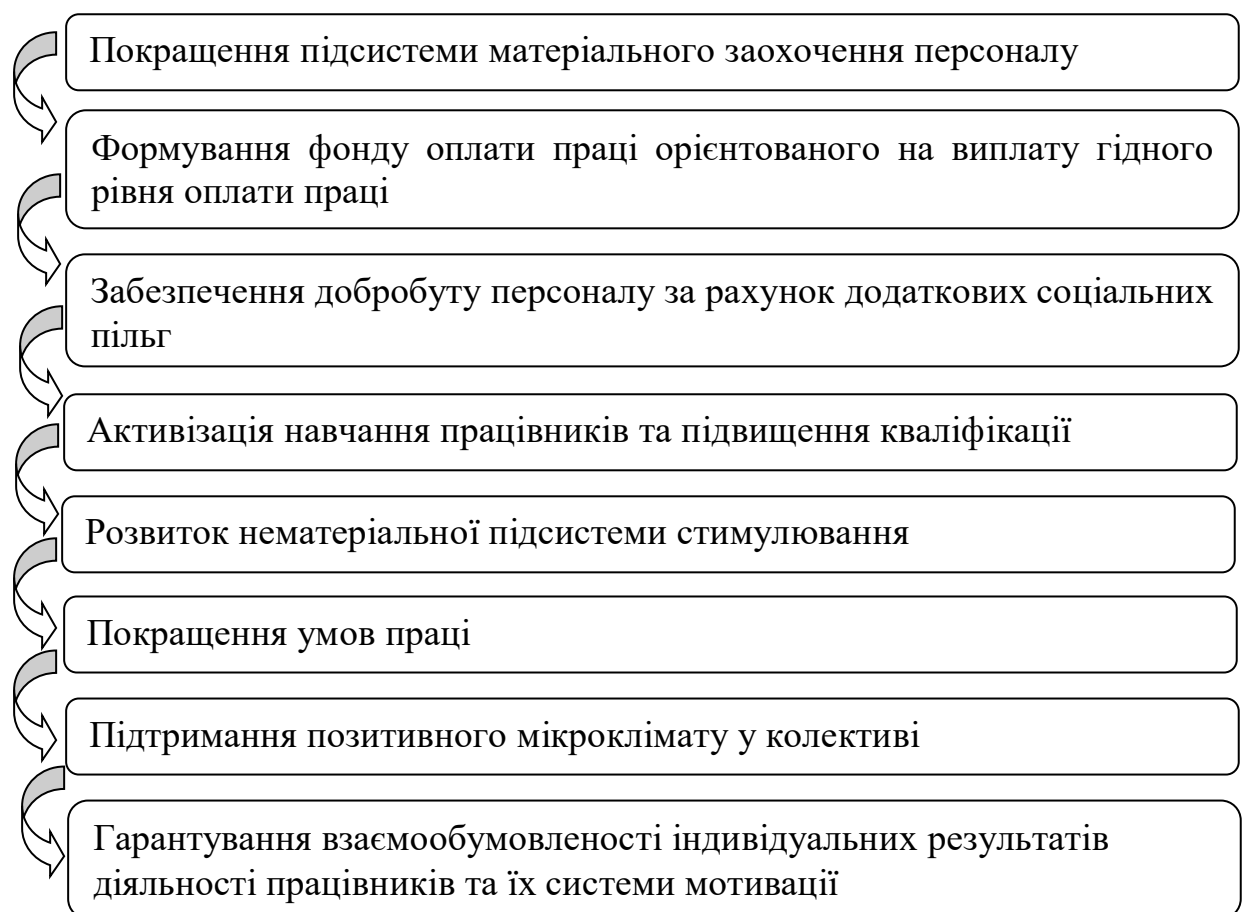 Покращення підсистеми матеріального заохочення персоналу
Формування фонду оплати праці орієнтованого на виплату гідного
рівня оплати праці
Забезпечення добробуту персоналу за рахунок додаткових соціальних
пільг
Активізація навчання працівників та підвищення кваліфікації
Розвиток нематеріальної підсистеми стимулювання
Покращення умов праці
Підтримання позитивного мікроклімату у колективі
Гарантування взаємообумовленості індивідуальних результатів
діяльності працівників та їх системи мотивації